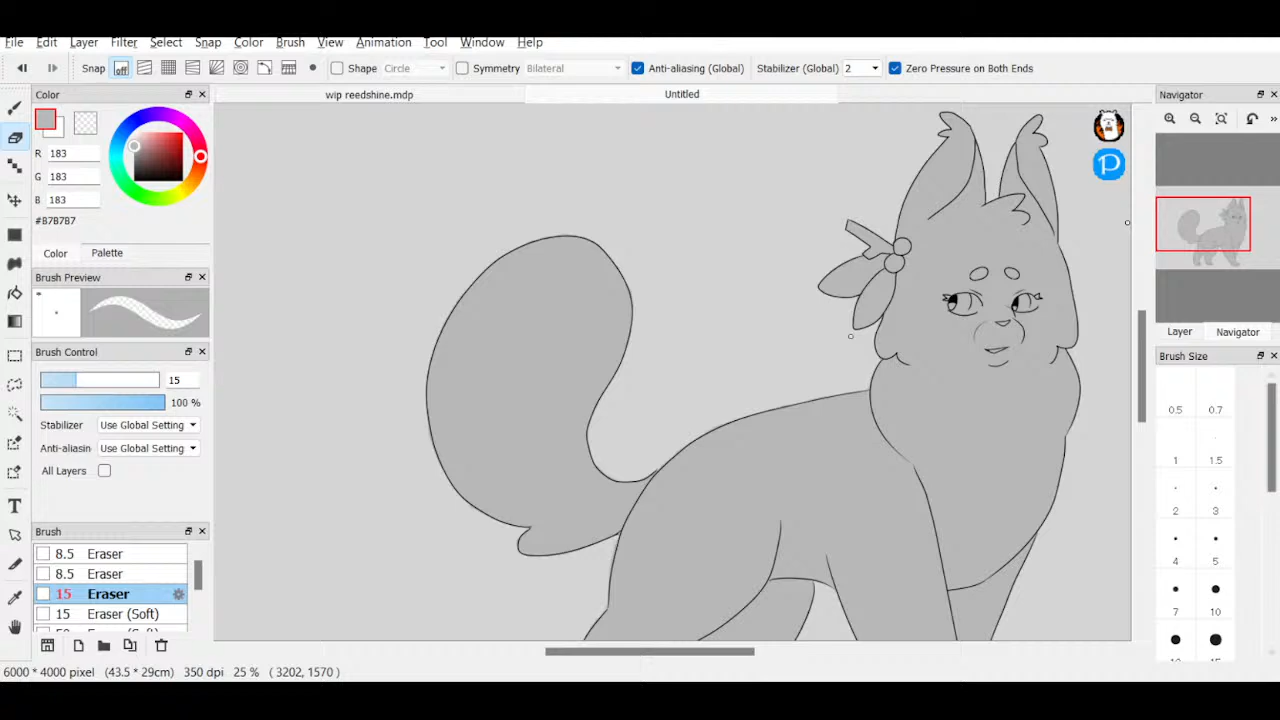 File Edit Layer Filter Select Snap Color Brush View Animation Tool Window Help
Snap off Shape Circle Symmetry Bilateral Anti-aliasing (Global) Stabilizer (Global) 2 Zero Pressure on Both Ends
Color wip reedshine.mdp Untitled Navigator
R 183
G 183
B 183
#B7B7B7
Color Palette
Brush Preview
Brush Control
15
100 %
Stabilizer Use Global Setting
Anti-aliasin Use Global Setting
All Layers
Brush
8.5 Eraser
8.5 Eraser
15 Eraser
15 Eraser (Soft)
P
Layer Navigator
Brush Size
0.5 0.7
1 1.5
2 3
4 5
7 10
6000 * 4000 pixel (43.5 * 29cm) 350 dpi 25 % ( 3202, 1570 )